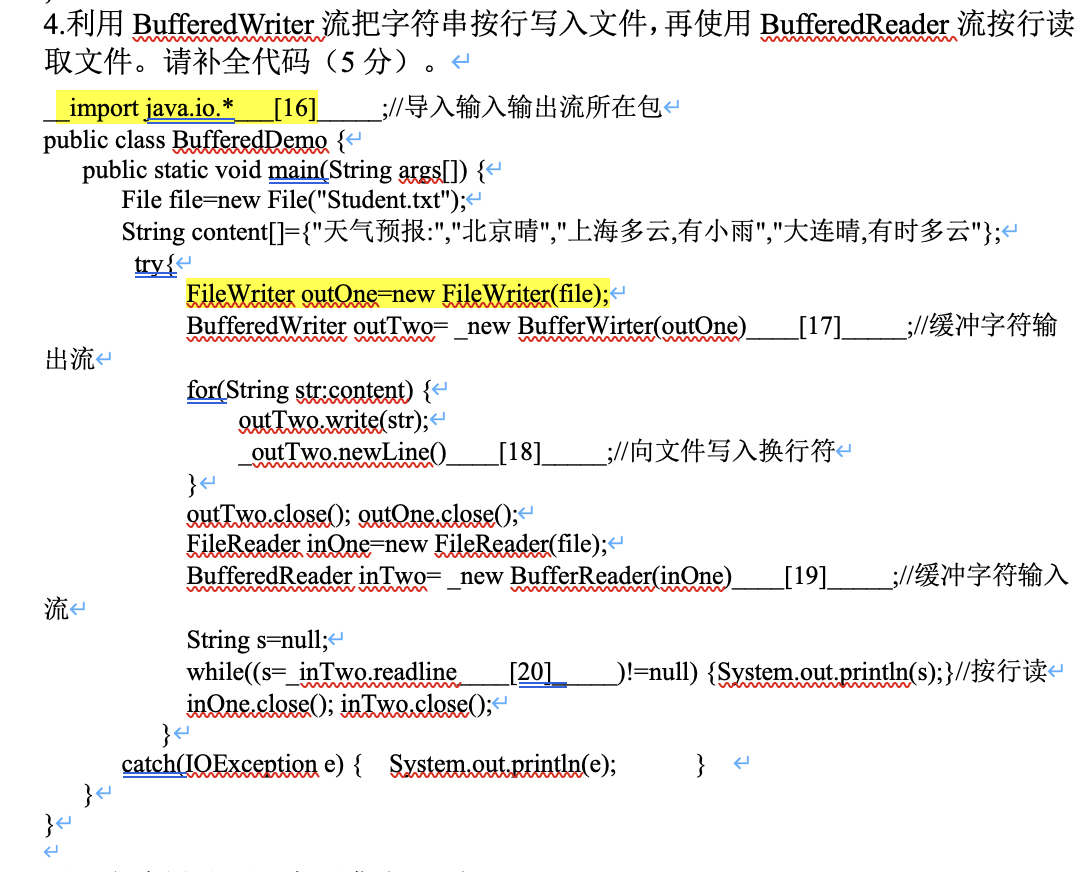 4.利用 BufferedWriter 流把字符串按行写入文件,再使用 BufferedReader 流按行读
取文件。请补全代码（5 分）。↵
__import java.io.*___[16]_____;//导入输入输出流所在包↵
public class BufferedDemo {↵
public static void main(String args[]) {↵
File file=new File("Student.txt");↵
String content[]={"天气预报:","北京晴","上海多云,有小雨","大连晴,有时多云"};↵
try{↵
FileWriter outOne=new FileWriter(file);↵
BufferedWriter outTwo= _new BufferWirter(outOne)____[17]_____;//缓冲字符输
出流↵
for(String str:content) {↵
outTwo.write(str);↵
_outTwo.newLine()____[18]_____;//向文件写入换行符↵
}↵
outTwo.close(); outOne.close();↵
FileReader inOne=new FileReader(file);↵
BufferedReader inTwo= _new BufferReader(inOne)____[19]_____;//缓冲字符输入
流↵
String s=null;↵
while((s=_inTwo.readline____[20]_____)!=null) {System.out.println(s);}//按行读↵
inOne.close(); inTwo.close();↵
}↵
catch(IOException e) { System.out.println(e); } ↵
}↵
}↵
↵